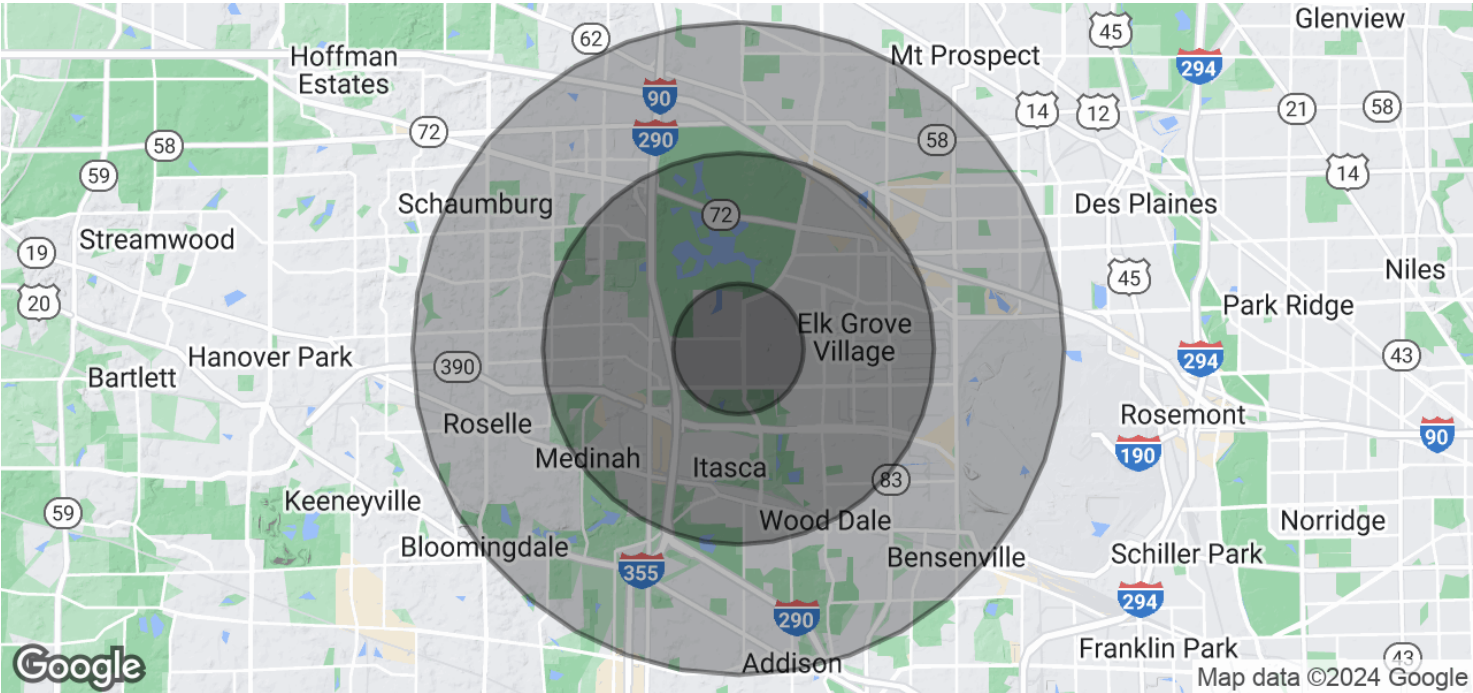 Glenview
62
45
Hoffman
Estates
Mt Prospect
294
90
14
12
21
58
290
72
58
58
59
14
Schaumburg
72
Des Plaines
Streamwood
19
45
Niles
20
Park Ridge
Elk Grove
Village
Hanover Park
390
294
43
Bartlett
Roselle
Rosemont
90
Medinah
Itasca
190
83
Keeneyville
59
Wood Dale
Norridge
Bloomingdale
Bensenville
Schiller Park
355
294
290
Franklin Park
43
Google
Addison
Map data ©2024 Google